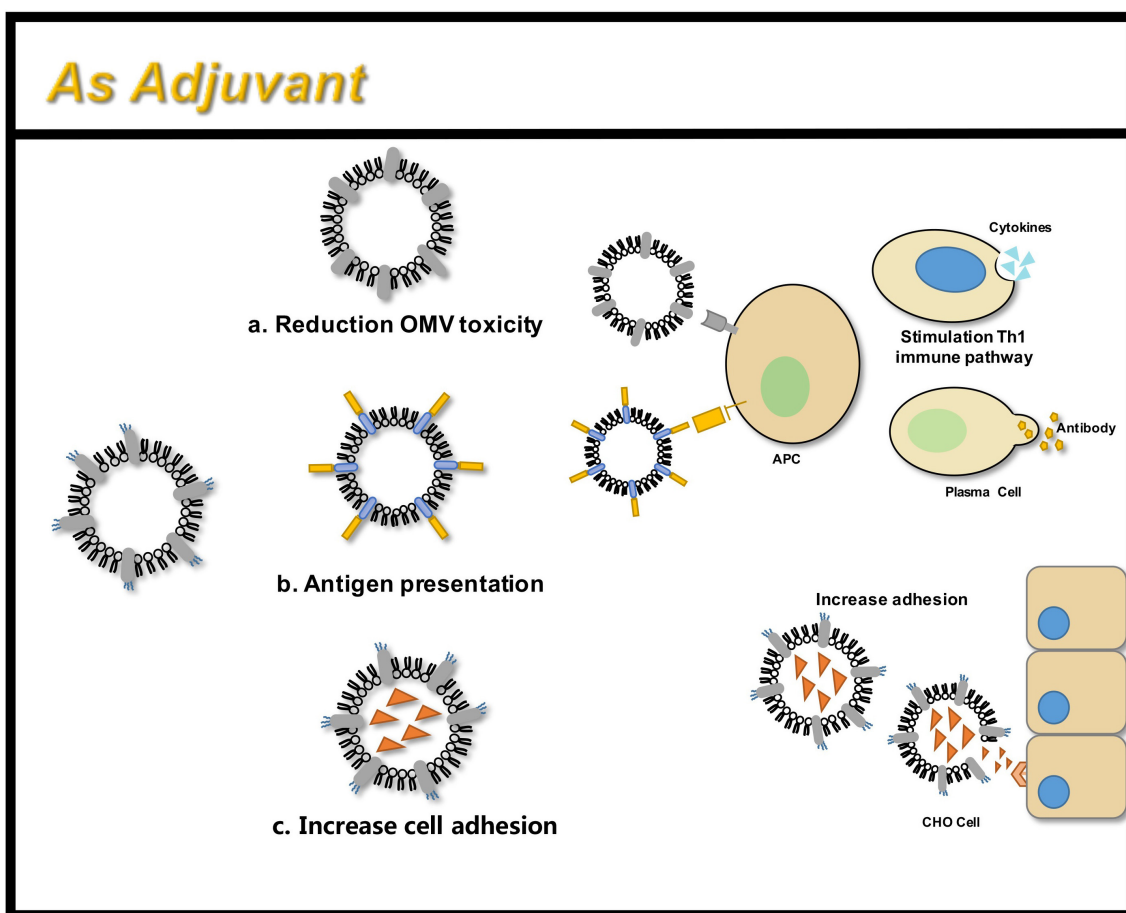 As Adjuvant
a. Reduction OMV toxicity
Cytokines
Stimulation Th1
immune pathway
APC
Antibody
Plasma Cell
b. Antigen presentation
Increase adhesion
c. Increase cell adhesion
CHO Cell